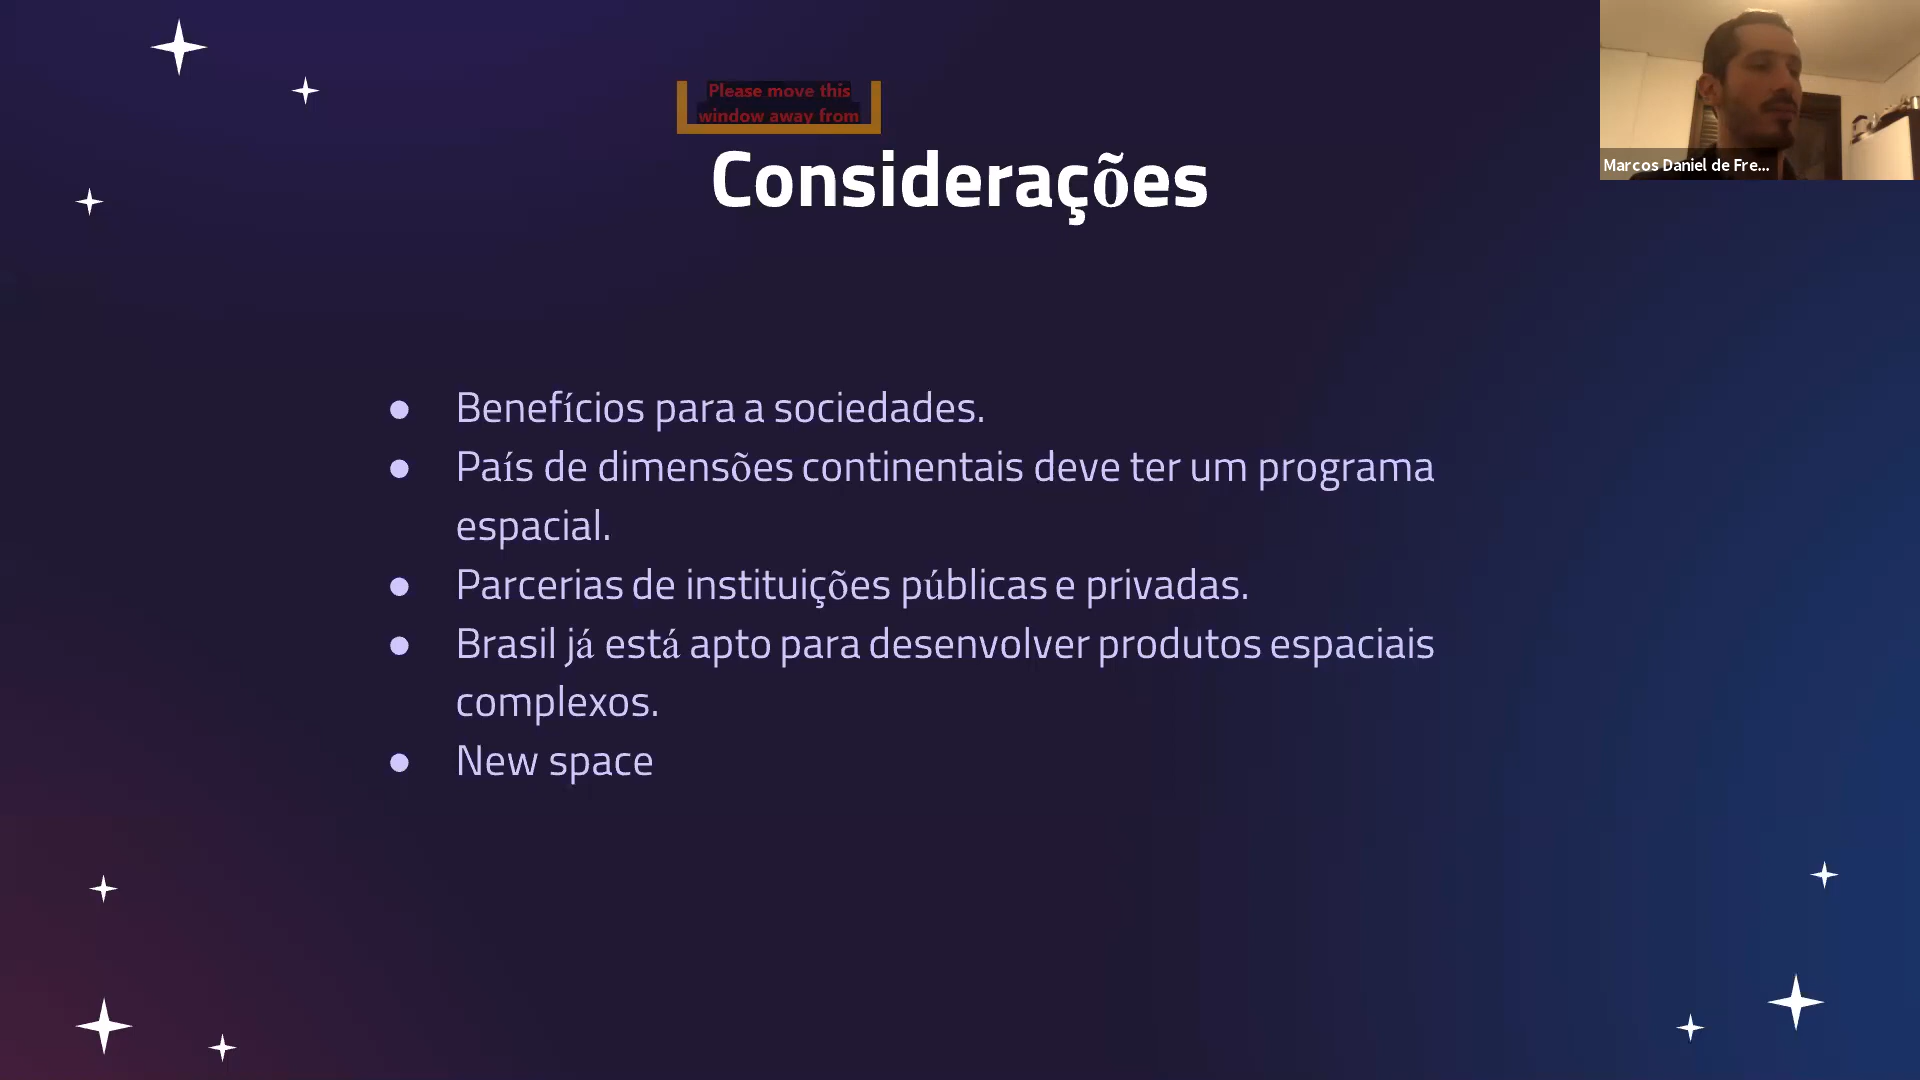 Please move this
window away from
Marcos Daniel de Fre...
Considerações
● Benefícios para a sociedades.
● País de dimensões continentais deve ter um programa
espacial.
● Parcerias de instituições públicas e privadas.
● Brasil já está apto para desenvolver produtos espaciais
complexos.
● New space